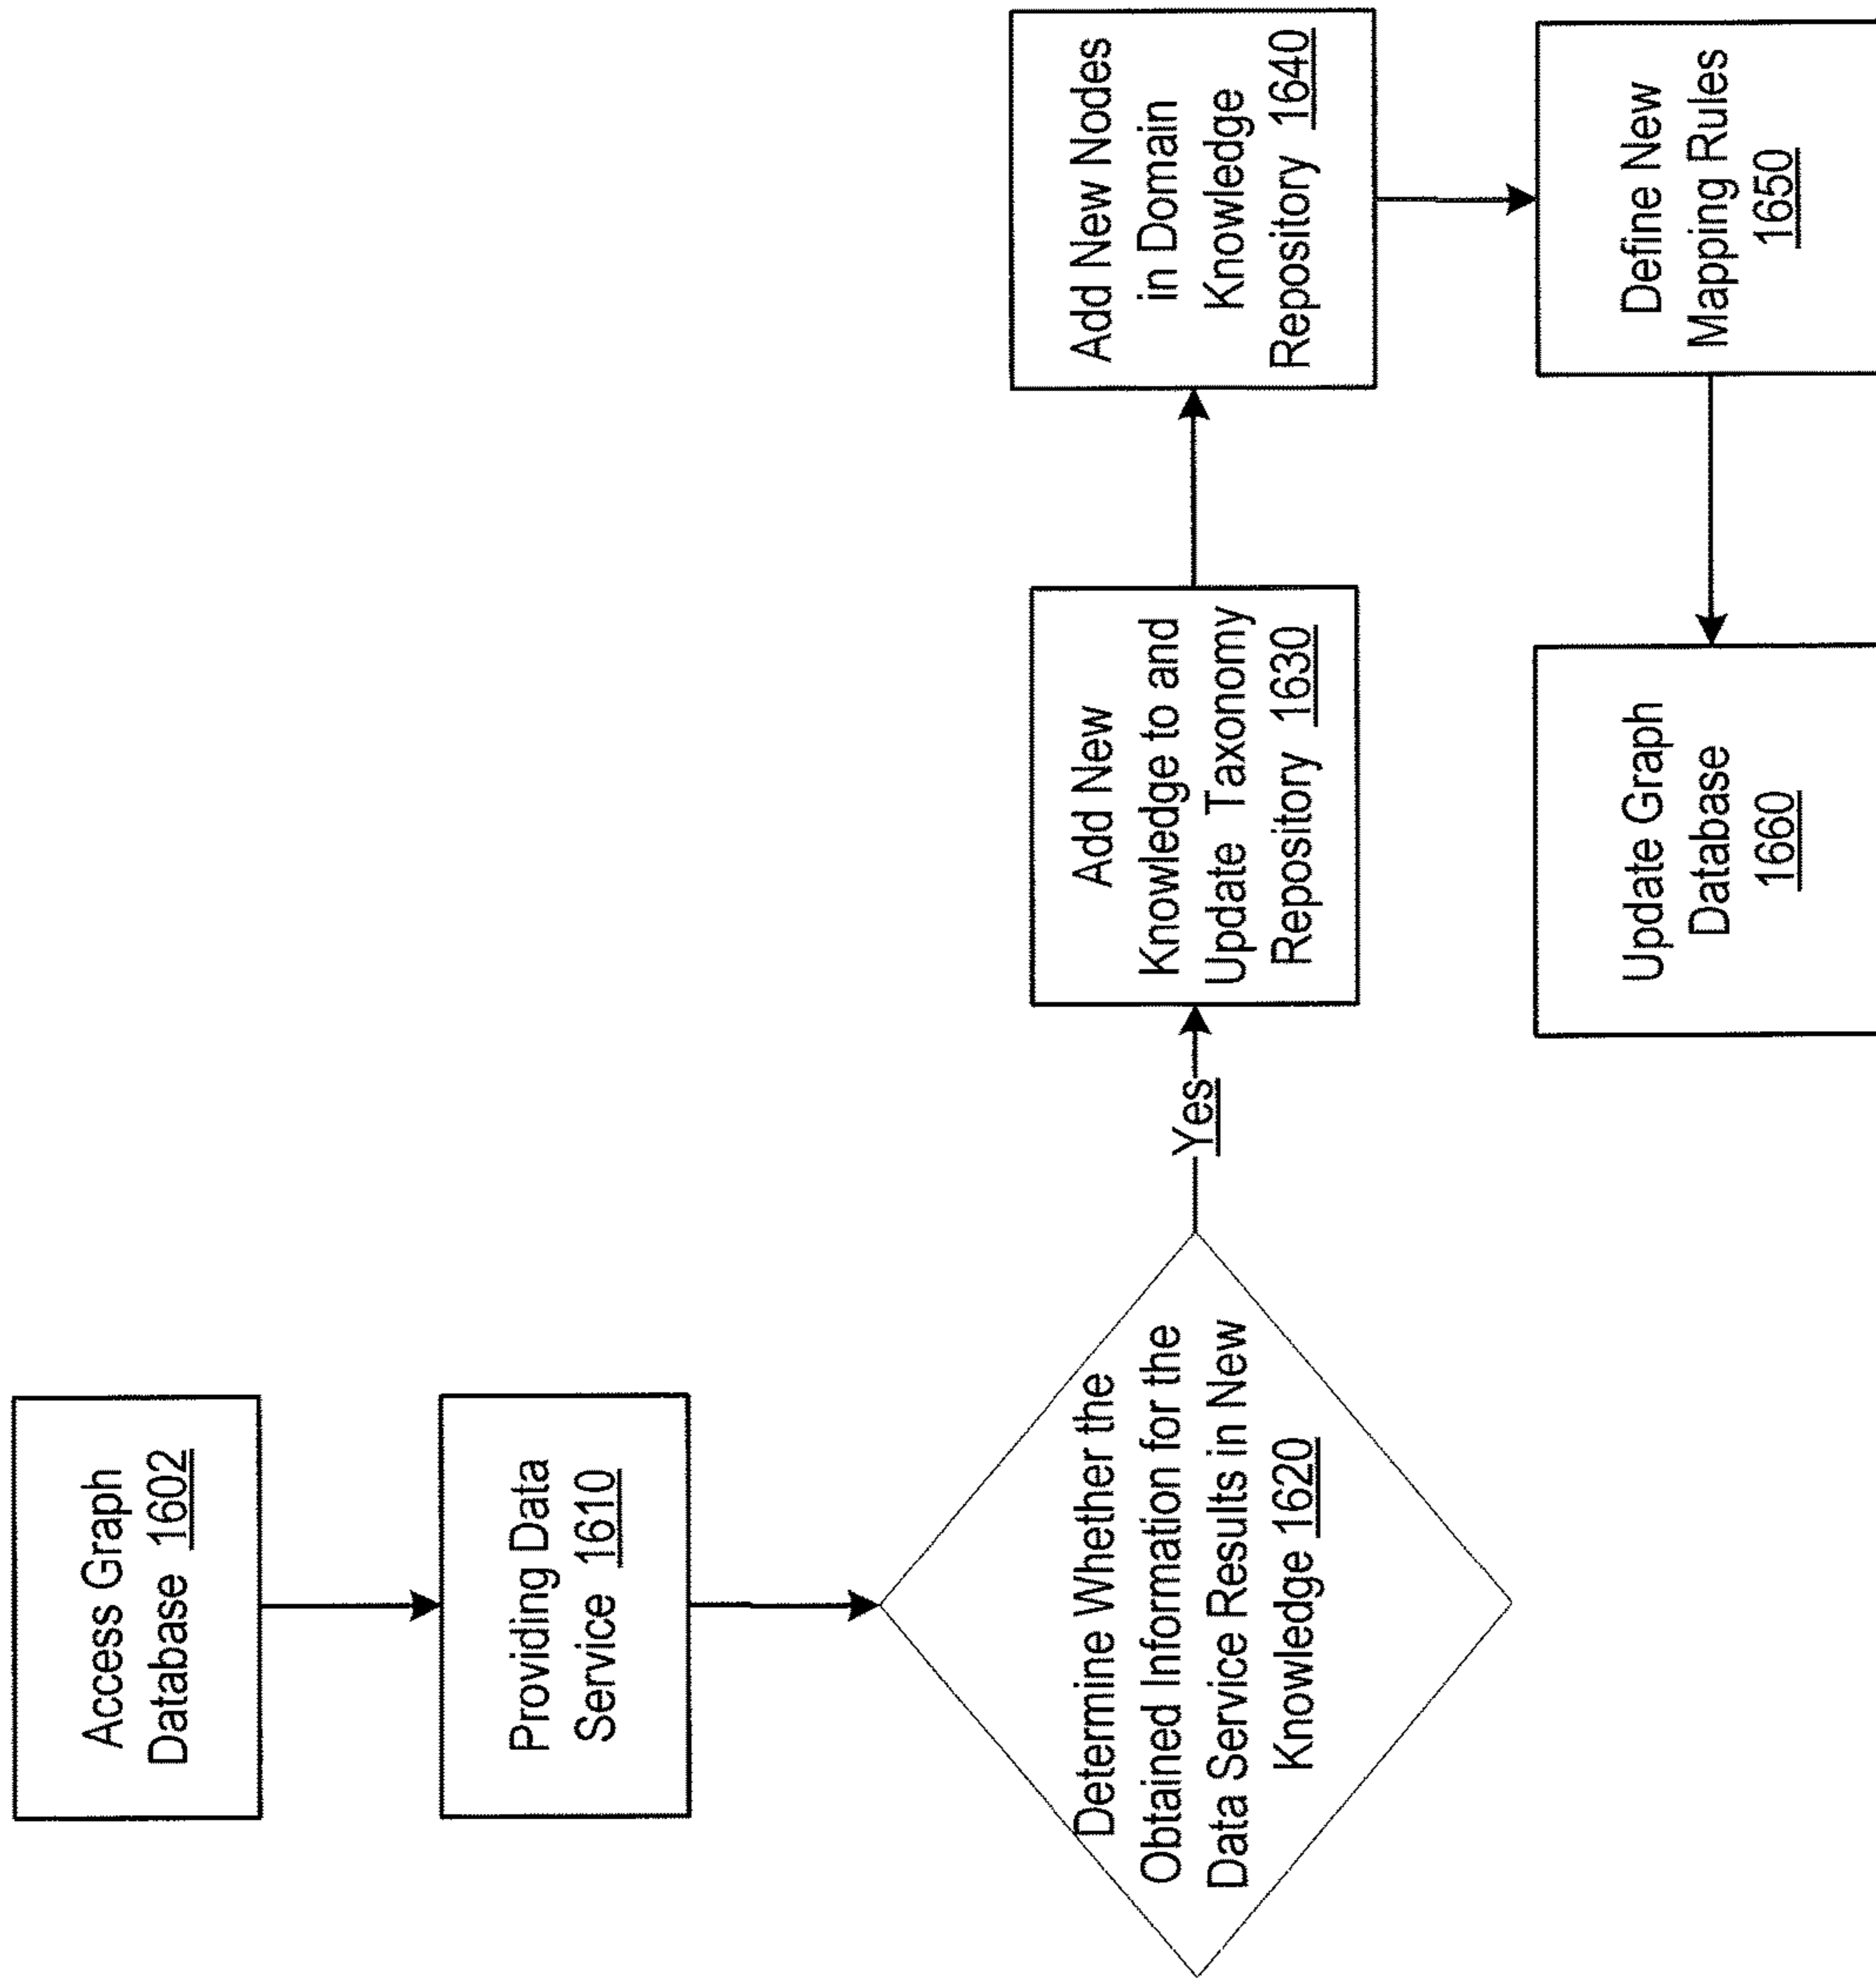 Access Graph
Database 1602
Providing Data
Service 1610
Determine Whether the
Obtained Information for the
Data Service Results in New
Knowledge 1620
Yes
Add New
Knowledge to and
Update Taxonomy
Repository 1630
Add New Nodes
in Domain
Knowledge
Repository 1640
Define New
Mapping Rules
1650
Update Graph
Database
1660